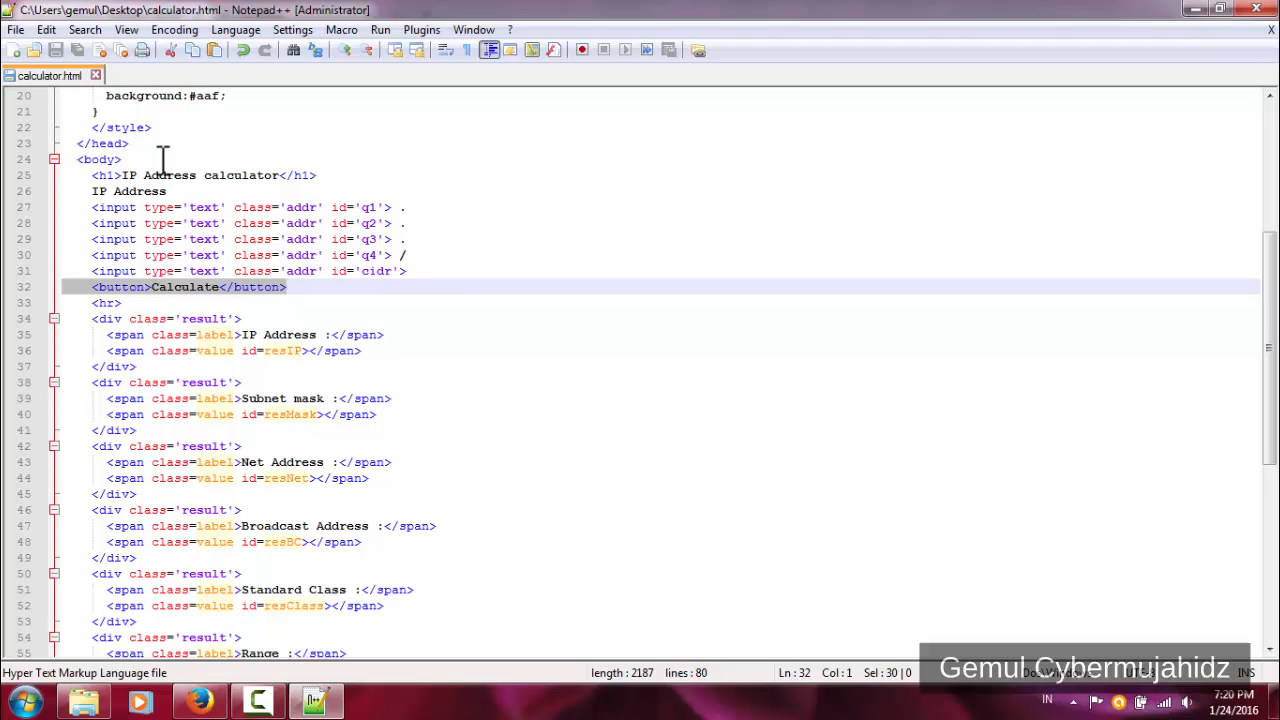 C:\Users\gemul\Desktop\calculator.html - Notepad++ [Administrator]
File Edit Search View Encoding Language Settings Macro Run Plugins Window ? X
calculator.html
20 background:#aaf;
21 }
22 </style>
23 </head>
24 <body>
25 <h1>IP Address calculator</h1>
26 IP Address
27 <input type='text' class='addr' id='q1'> .
28 <input type='text' class='addr' id='q2'> .
29 <input type='text' class='addr' id='q3'> .
30 <input type='text' class='addr' id='q4'> /
31 <input type='text' class='addr' id='cidr'>
32 <button>Calculate</button>
33 <hr>
34 <div class='result'>
35 <span class=label>IP Address :</span>
36 <span class=value id=resIP></span>
37 </div>
38 <div class='result'>
39 <span class=label>Subnet mask :</span>
40 <span class=value id=resMask></span>
41 </div>
42 <div class='result'>
43 <span class=label>Net Address :</span>
44 <span class=value id=resNet></span>
45 </div>
46 <div class='result'>
47 <span class=label>Broadcast Address :</span>
48 <span class=value id=resBC></span>
49 </div>
50 <div class='result'>
51 <span class=label>Standard Class :</span>
52 <span class=value id=resClass></span>
53 </div>
54 <div class='result'>
55 <span class=label>Range :</span>
Gemul Cybermujahidz
Hyper Text Markup Language file length : 2187 lines : 80 Ln : 32 Col : 1 Sel : 30 | 0 INS
IN 7:20 PM
1/24/2016